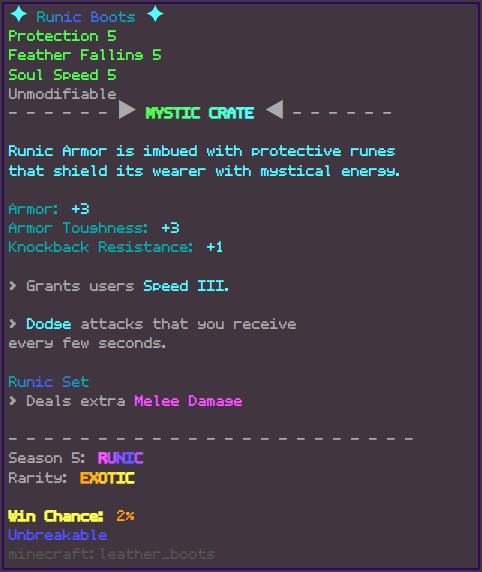 ✦ Runic Boots ✦
Protection 5
Feather Falling 5
Soul Speed 5
Unmodifiable
- - - - - - ▶ MYSTIC CRATE ◀ - - - - - -
Runic Armor is imbued with protective runes
that shield its wearer with mystical energy.
Armor: +3
Armor Toughness: +3
Knockback Resistance: +1
> Grants users Speed III.
> Dodge attacks that you receive
every few seconds.
Runic Set
> Deals extra Melee Damage
- - - - - - - - - - - - - - - - - - - - - - -
Season 5: RUNIC
Rarity: EXOTIC
Win Chance: 2%
Unbreakable
minecraft:leather_boots